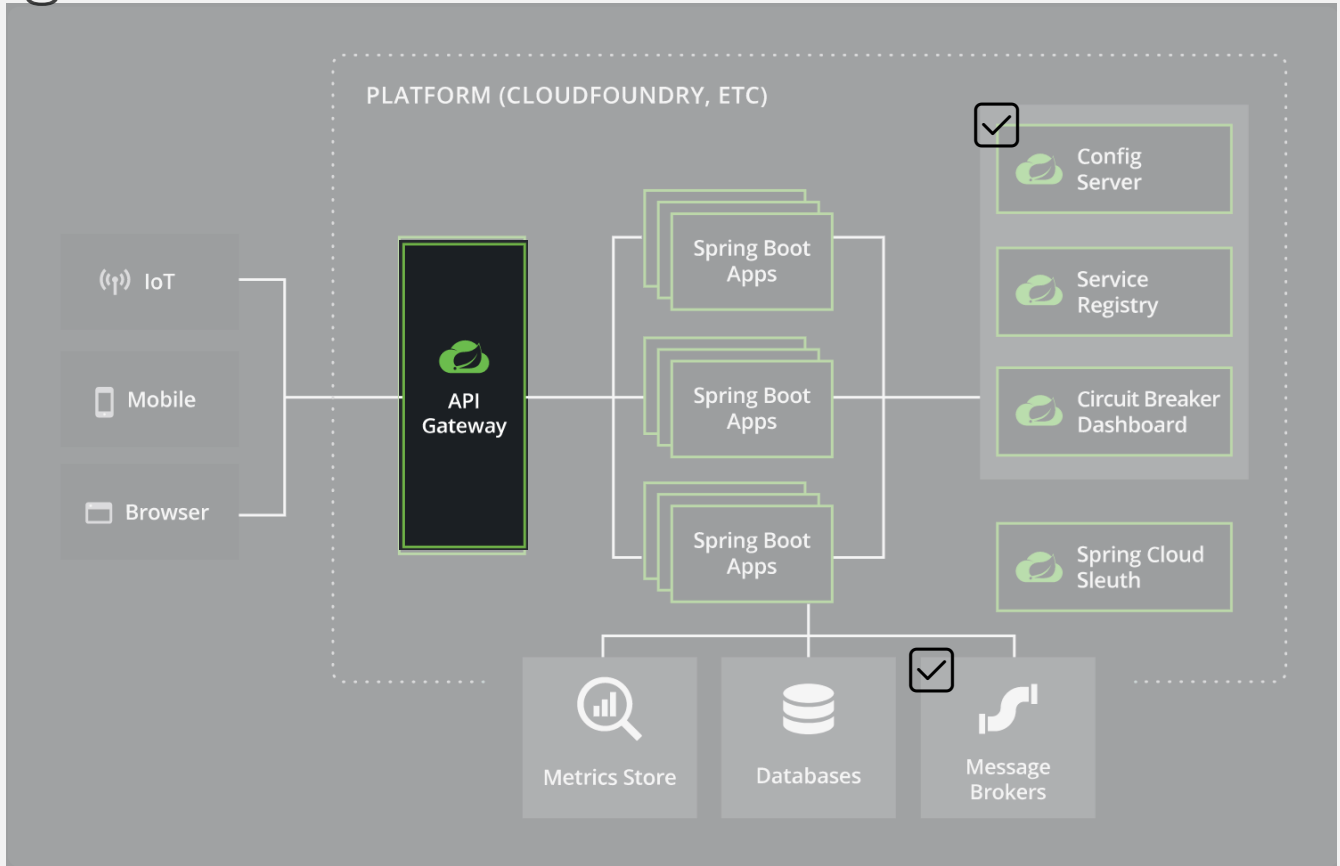 PLATFORM (CLOUDFOUNDRY, ETC)
IoT
Mobile
Browser
API
Gateway
Spring Boot
Apps
Spring Boot
Apps
Spring Boot
Apps
Config
Server
Service
Registry
Circuit Breaker
Dashboard
Spring Cloud
Sleuth
Metrics Store
Databases
Message
Brokers